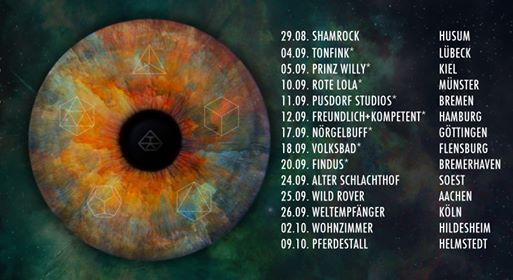 29.08. SHAMROCK HUSUM
04.09. TONFINK* LÜBECK
05.09. PRINZ WILLY* KIEL
10.09. ROTE LOLA* MÜNSTER
11.09. PUSDORF STUDIOS* BREMEN
12.09. FREUNDLICH+KOMPETENT* HAMBURG
17.09. NÖRGELBUFF* GÖTTINGEN
18.09. VOLKSBAD* FLENSBURG
20.09. FINDUS* BREMERHAVEN
24.09. ALTER SCHLACHTHOF SOEST
25.09. WILD ROVER AACHEN
26.09. WELTEMPFÄNGER KÖLN
02.10. WOHNZIMMER HILDESHEIM
09.10. PFERDESTALL HELMSTEDT